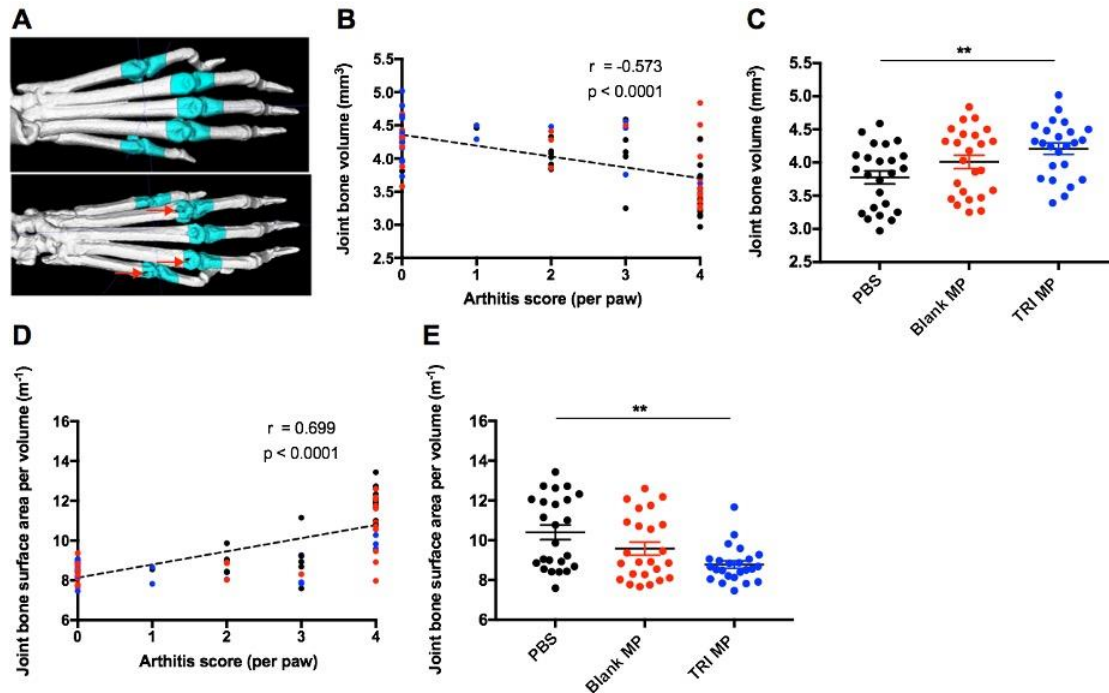 A
B
r = -0.573
p < 0.0001
Joint bone volume (mm³)
5.5
5.0
4.5
4.0
3.5
3.0
2.5
0 1 2 3 4
Arthitis score (per paw)
C
**
Joint bone volume (mm³)
5.5
5.0
4.5
4.0
3.5
3.0
2.5
PBS
Blank MP
TRI MP
D
r = 0.699
p < 0.0001
Joint bone surface area per volume (m⁻¹)
16
14
12
10
8
6
0 1 2 3 4
Arthitis score (per paw)
E
**
Joint bone surface area per volume (m⁻¹)
16
14
12
10
8
6
PBS
Blank MP
TRI MP